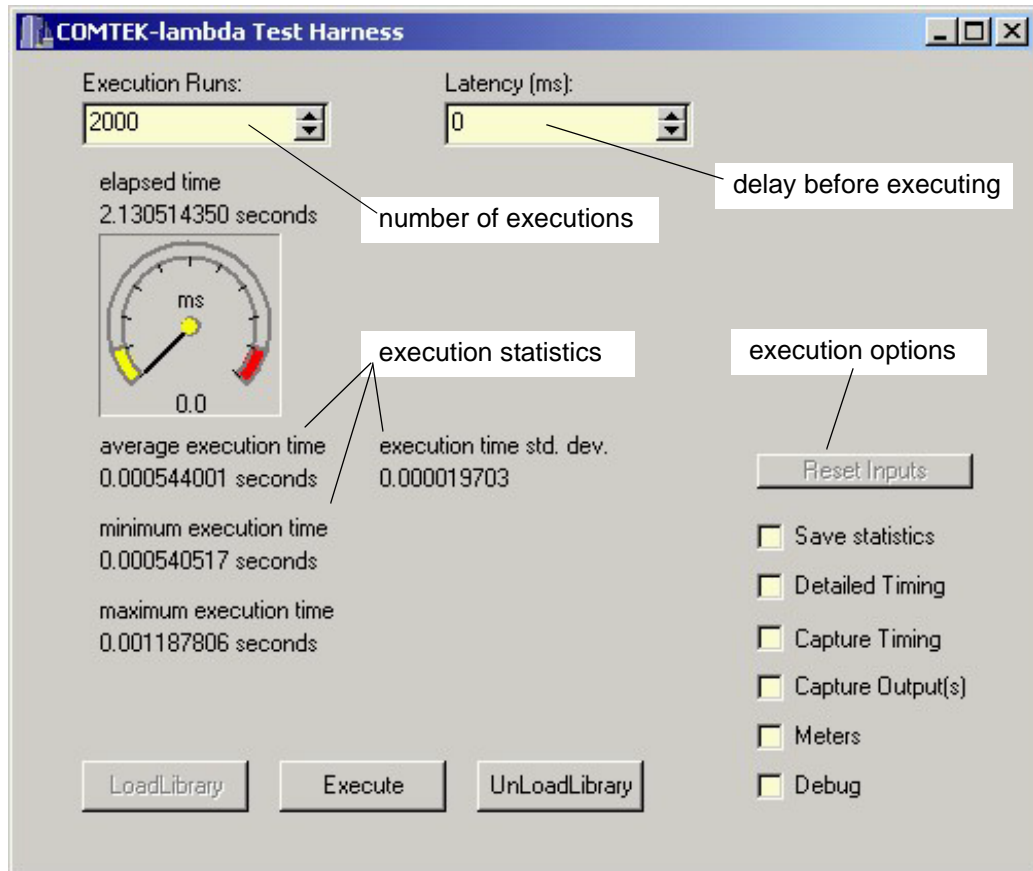 COMTEK-lambda Test Harness
Execution Runs:
Latency (ms):
2000
0
elapsed time
2.130514350 seconds
number of executions
delay before executing
ms
0.0
execution statistics
execution options
average execution time
0.000544001 seconds
execution time std. dev.
0.000019703
minimum execution time
0.000540517 seconds
maximum execution time
0.001187806 seconds
Reset Inputs
Save statistics
Detailed Timing
Capture Timing
Capture Output(s)
Meters
Debug
LoadLibrary
Execute
UnLoadLibrary